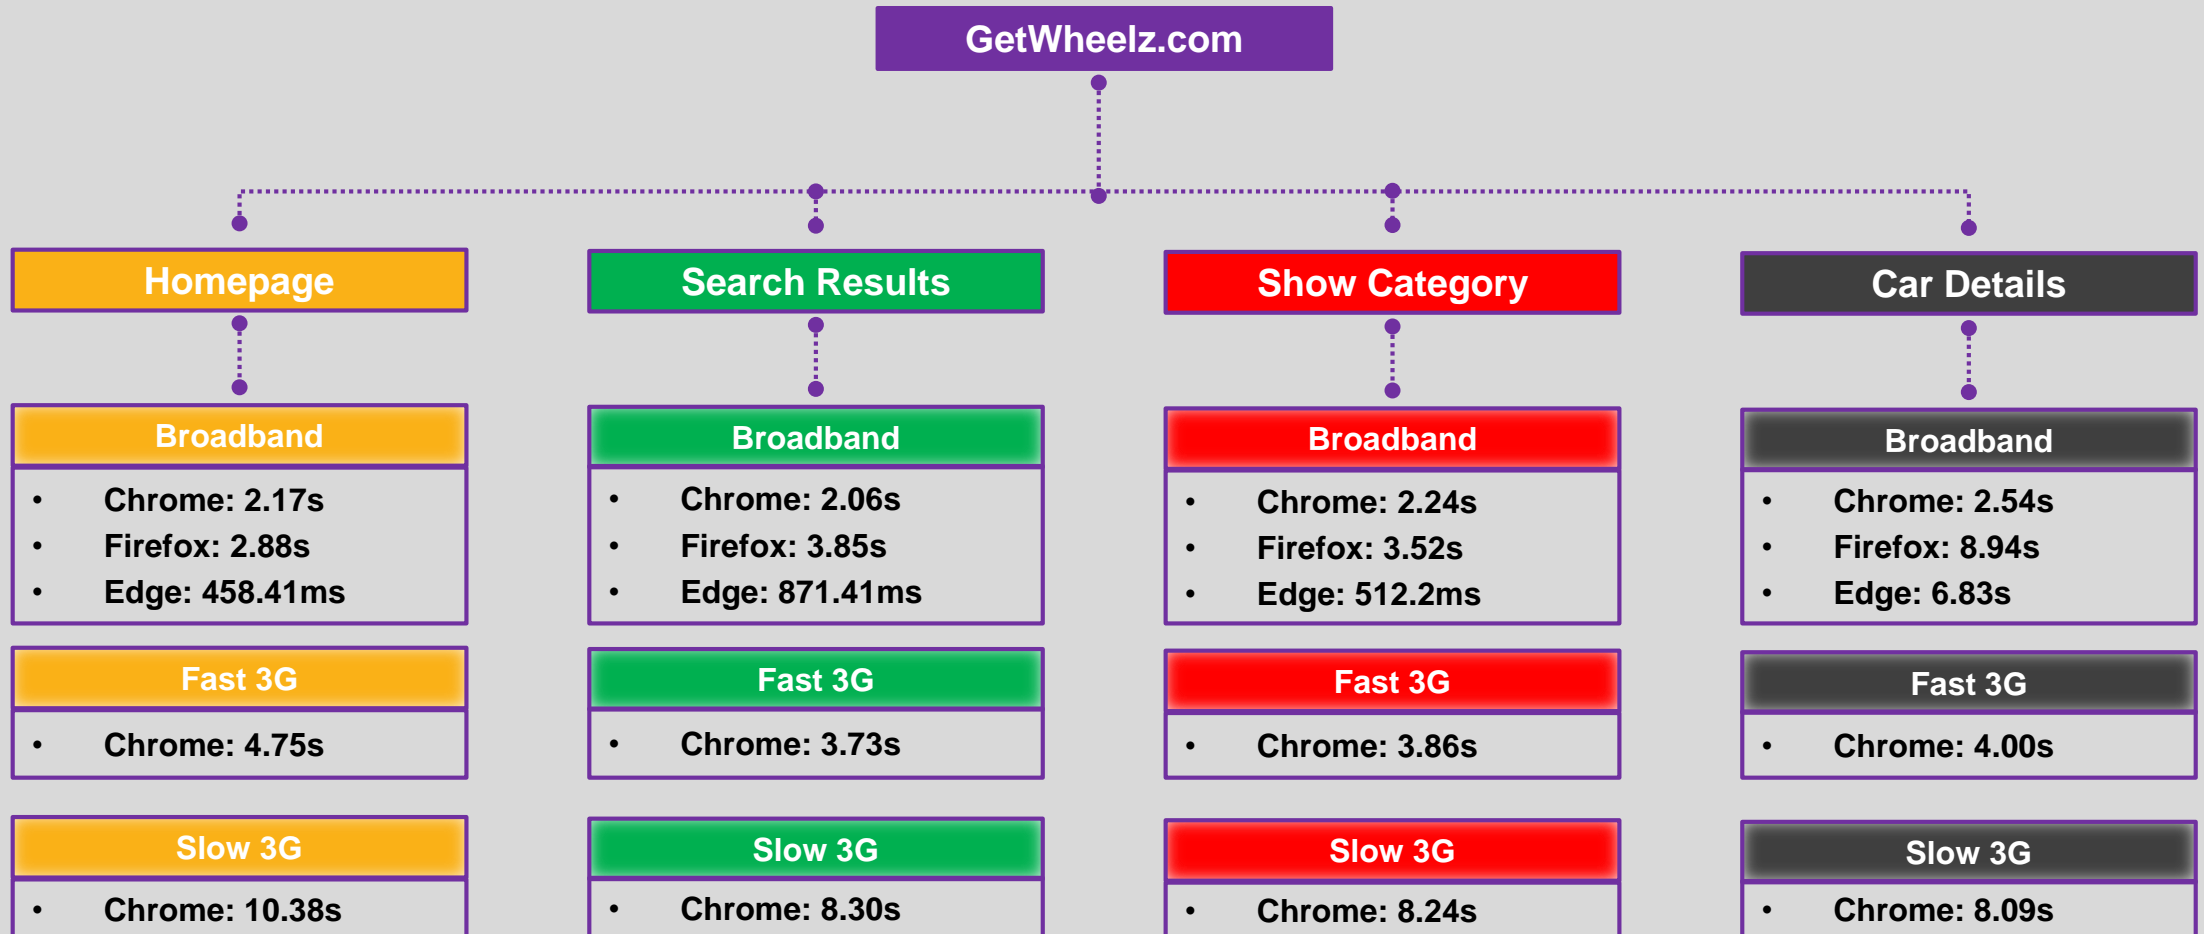 GetWheelz.com
Homepage
Broadband
• Chrome: 2.17s
• Firefox: 2.88s
• Edge: 458.41ms
Fast 3G
• Chrome: 4.75s
Slow 3G
• Chrome: 10.38s
Search Results
Broadband
• Chrome: 2.06s
• Firefox: 3.85s
• Edge: 871.41ms
Fast 3G
• Chrome: 3.73s
Slow 3G
• Chrome: 8.30s
Show Category
Broadband
• Chrome: 2.24s
• Firefox: 3.52s
• Edge: 512.2ms
Fast 3G
• Chrome: 3.86s
Slow 3G
• Chrome: 8.24s
Car Details
Broadband
• Chrome: 2.54s
• Firefox: 8.94s
• Edge: 6.83s
Fast 3G
• Chrome: 4.00s
Slow 3G
• Chrome: 8.09s